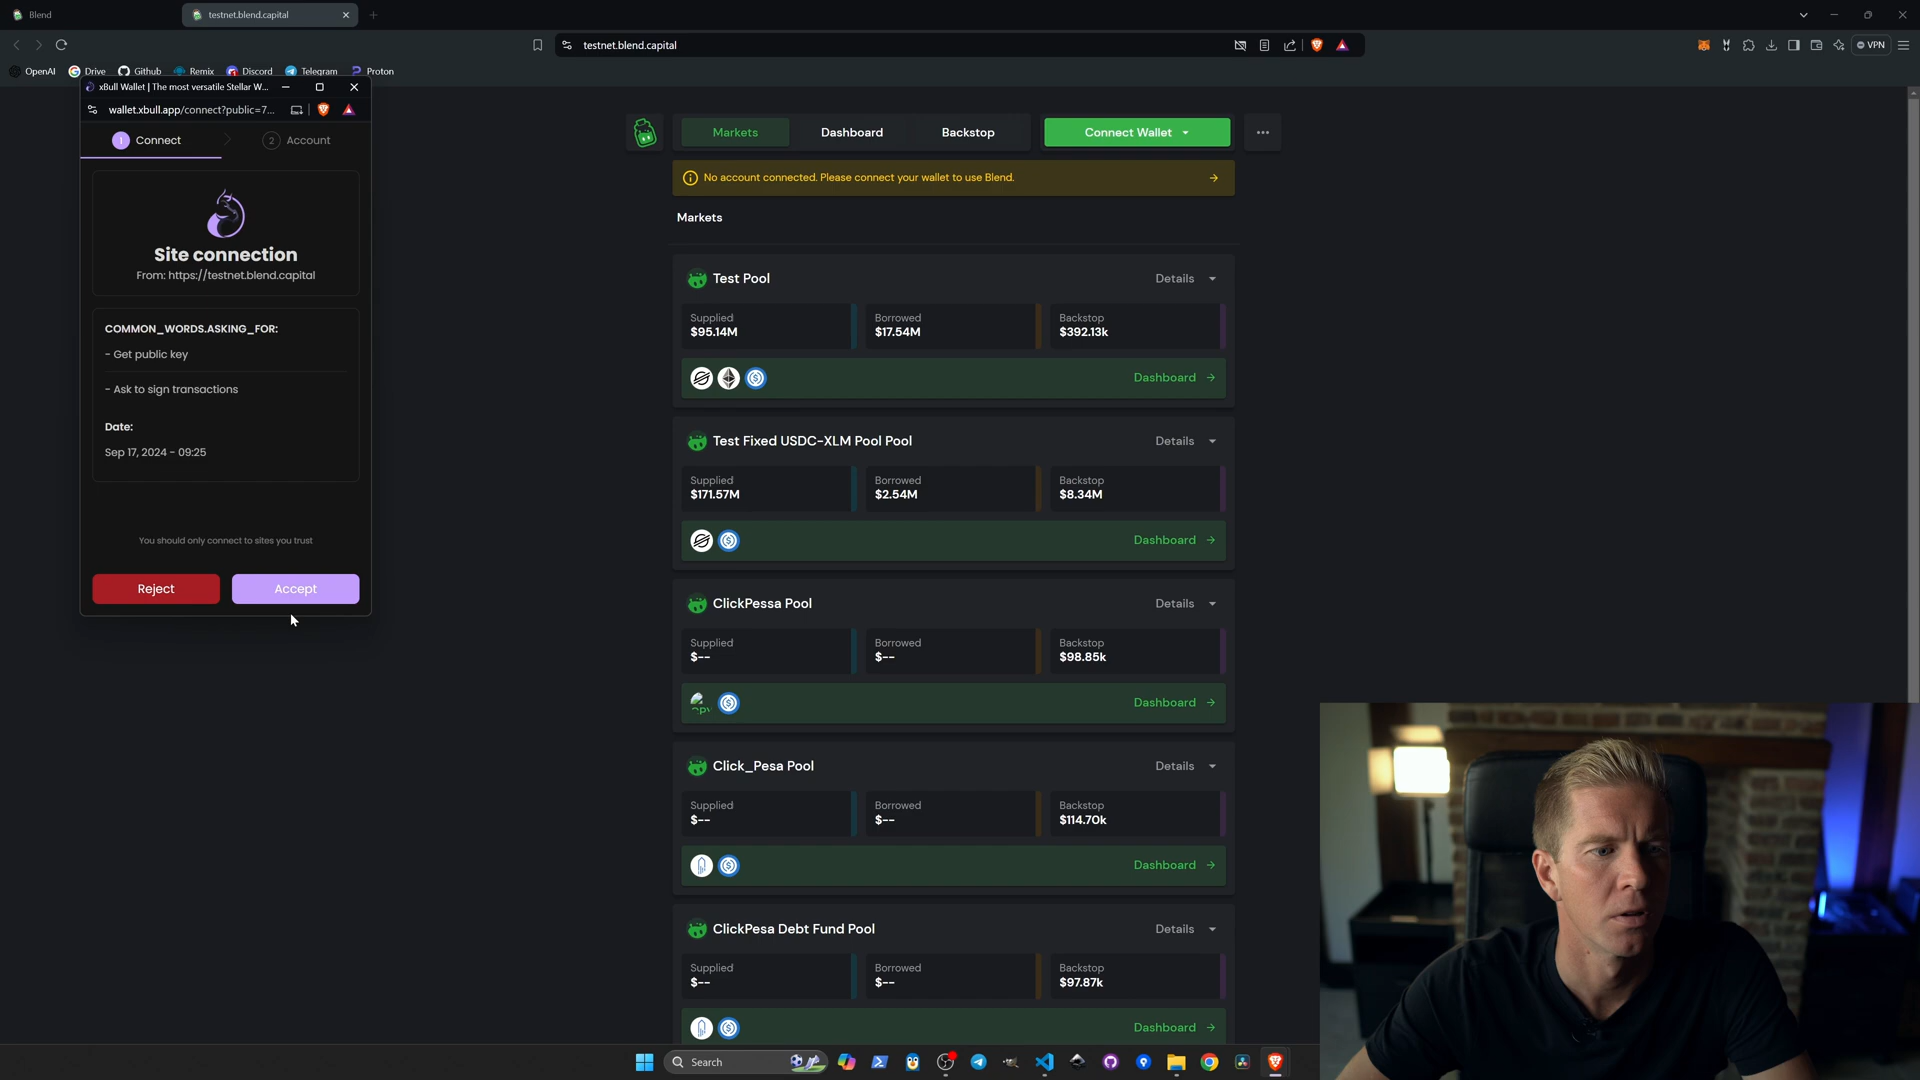 Blend
testnet.blend.capital
testnet.blend.capital
VPN
OpenAI
Drive
Github
Remix
Discord
Telegram
Proton
xBull Wallet | The most versatile Stellar W...
wallet.xbull.app/connect?public=7...
1 Connect
2 Account
Site connection
From: https://testnet.blend.capital
COMMON_WORDS.ASKING_FOR:
- Get public key
- Ask to sign transactions
Date:
Sep 17, 2024 - 09:25
You should only connect to sites you trust
Reject
Accept
Markets
Dashboard
Backstop
Connect Wallet
No account connected. Please connect your wallet to use Blend.
Markets
Test Pool
Details
Supplied
$95.14M
Borrowed
$17.54M
Backstop
$392.13k
Dashboard
Test Fixed USDC-XLM Pool Pool
Details
Supplied
$171.57M
Borrowed
$2.54M
Backstop
$8.34M
Dashboard
ClickPessa Pool
Details
Supplied
$--
Borrowed
$--
Backstop
$98.85k
Dashboard
Click_Pesa Pool
Details
Supplied
$--
Borrowed
$--
Backstop
$114.70k
Dashboard
ClickPesa Debt Fund Pool
Details
Supplied
$--
Borrowed
$--
Backstop
$97.87k
Dashboard
Search